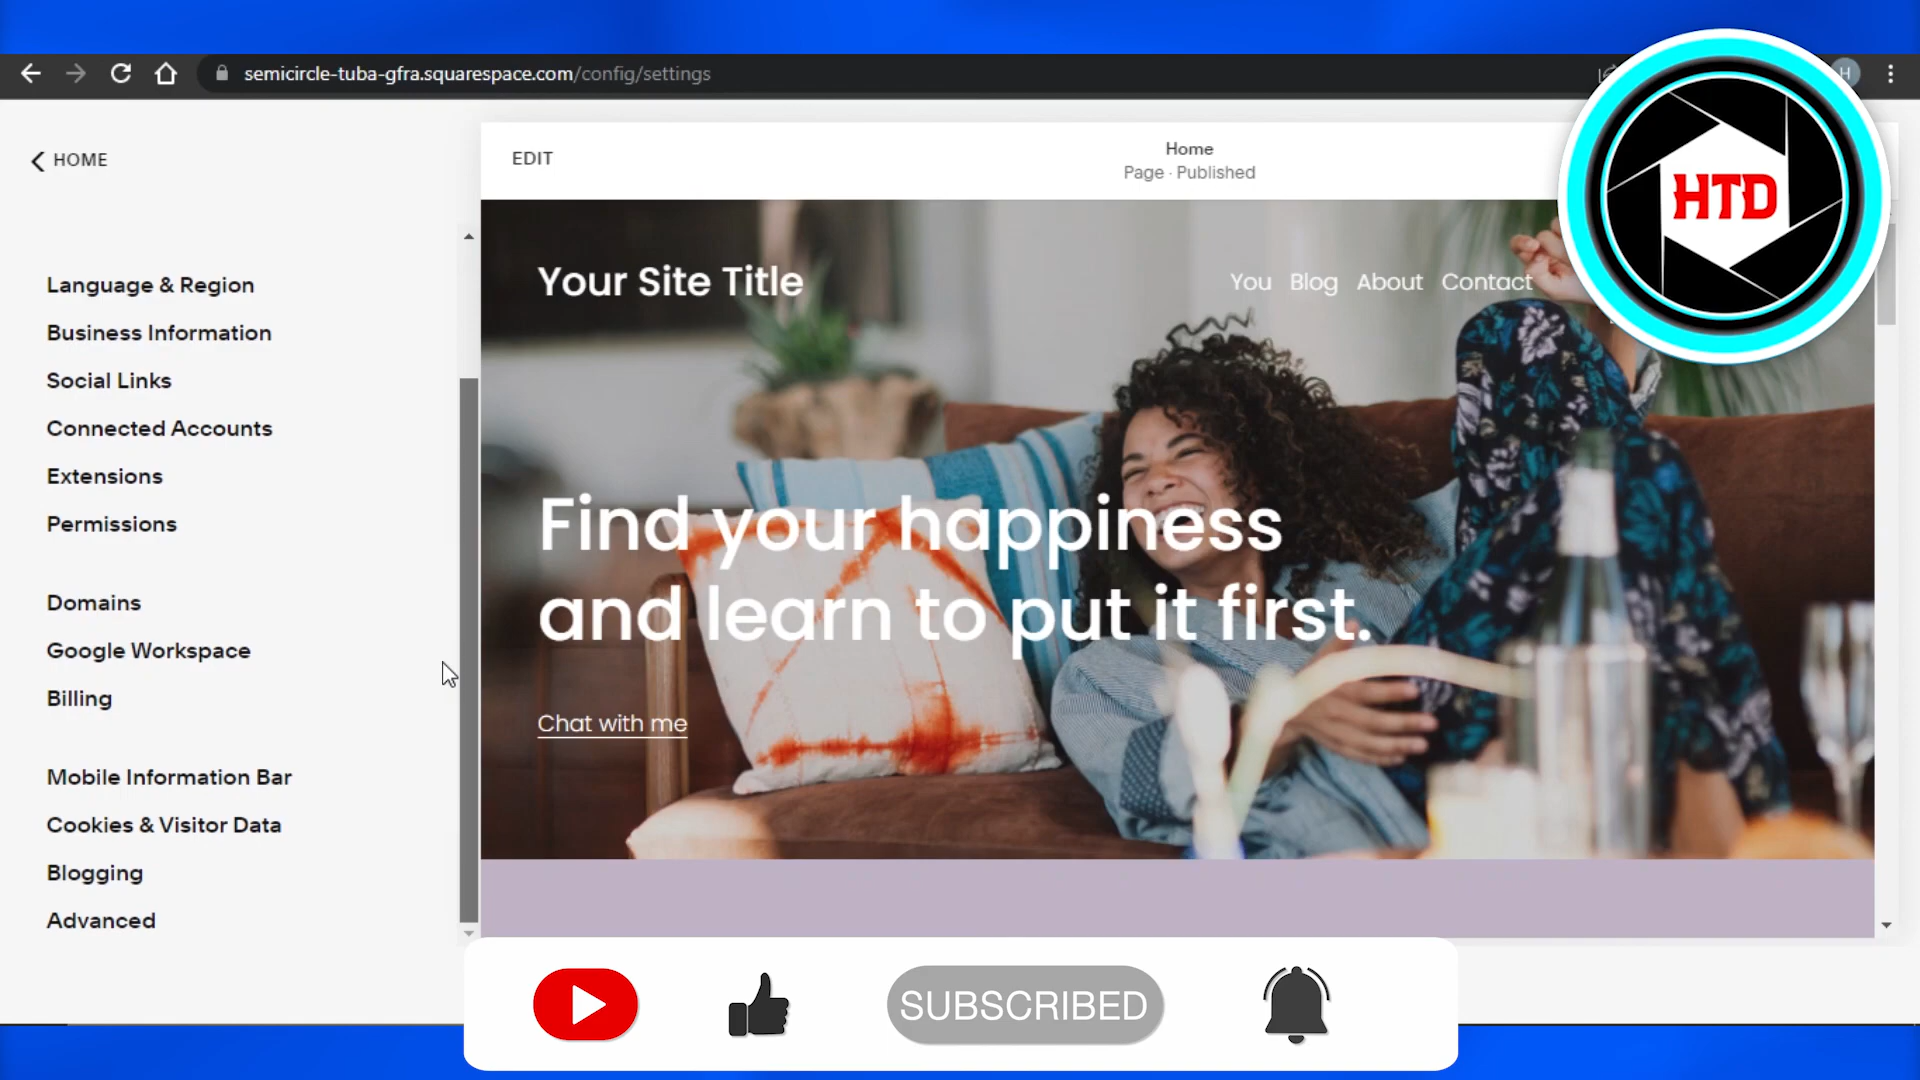 semicircle-tuba-gfra.squarespace.com/config/settings
H
HOME
EDIT
Home
Page · Published
HTD
Language & Region
Business Information
Social Links
Connected Accounts
Extensions
Permissions
Domains
Google Workspace
Billing
Mobile Information Bar
Cookies & Visitor Data
Blogging
Advanced
Your Site Title
You Blog About Contact
Find your happiness
and learn to put it first.
Chat with me
SUBSCRIBED